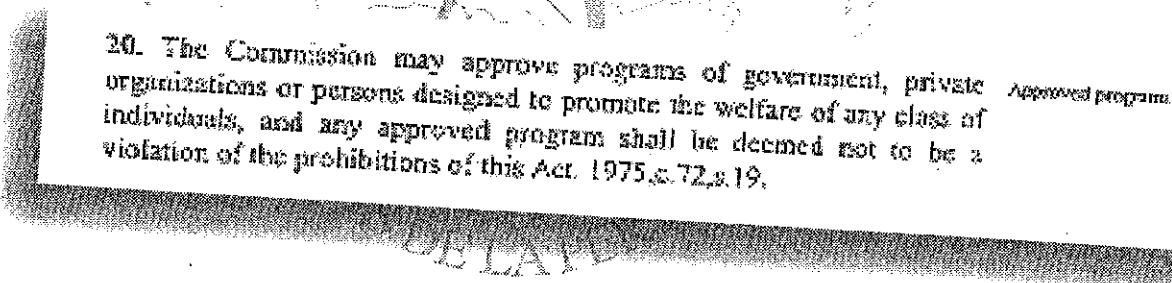 20. The Commission may approve programs of government, private
organizations or persons designed to promote the welfare of any class of
individuals, and any approved program shall be deemed not to be a
violation of the prohibitions of this Act. 1975,c.72,s.19.
Approved programs
DE LA